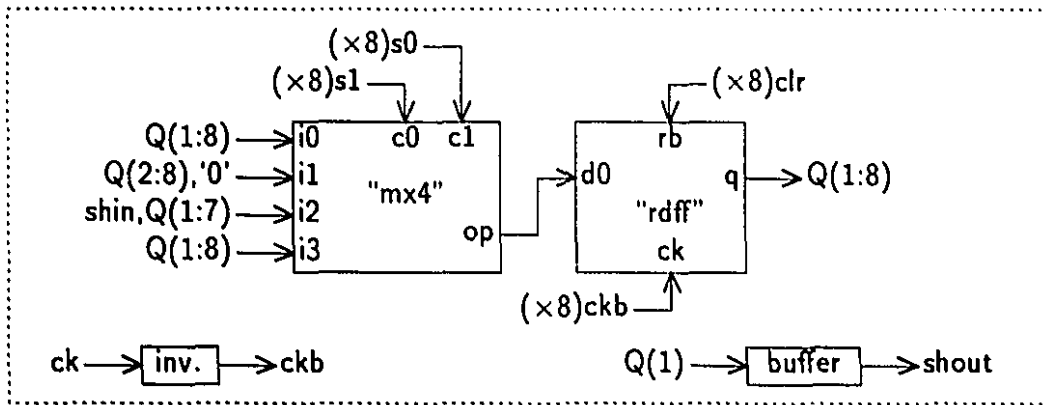 (×8)s0
(×8)s1
(×8)clr
Q(1:8) i0 c0 c1 rb
Q(2:8),'0' i1 "mx4" d0 q Q(1:8)
shin,Q(1:7) i2 op "rdff"
Q(1:8) i3 ck
(×8)ckb
ck inv. ckb Q(1) buffer shout